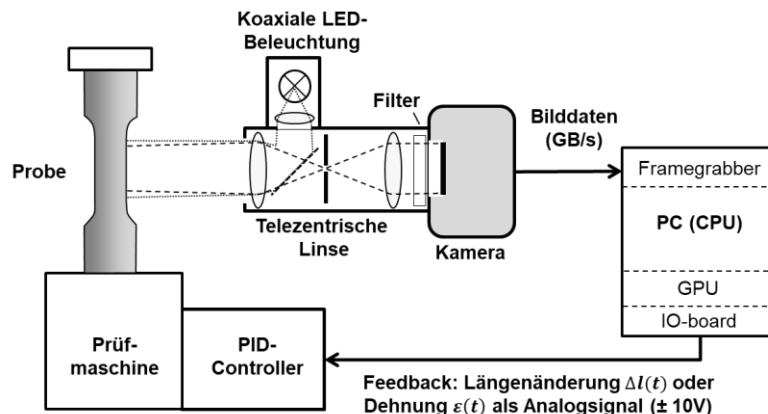 Koaxiale LED-
Beleuchtung
Filter
Bilddaten
(GB/s)
Probe
Framegrabber
PC (CPU)
GPU
IO-board
Telezentrische
Linse
Kamera
Prüf-
maschine
PID-
Controller
Feedback: Längenänderung Δl(t) oder
Dehnung ε(t) als Analogsignal (± 10V)